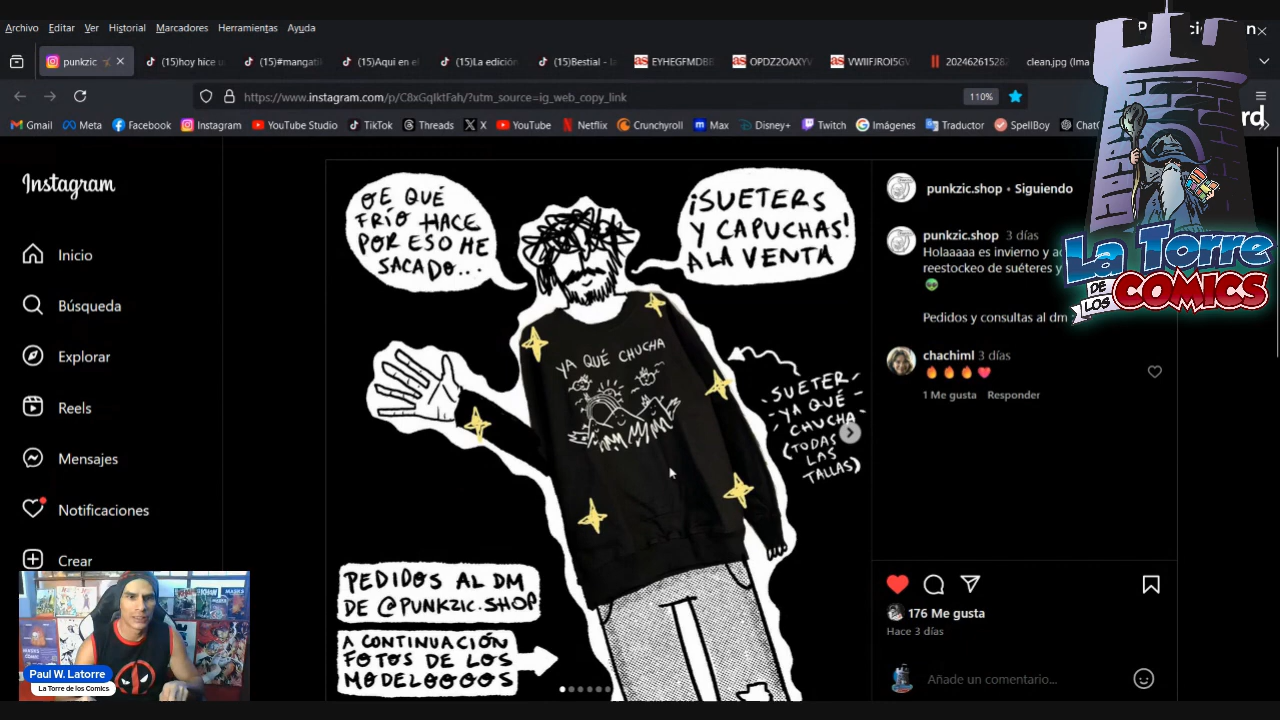 Archivo Editar Ver Historial Marcadores Herramientas Ayuda
punkzic
(15)hoy hice u
(15)#mangati
(15)Aqui en el
(15)La edición
(15)Bestial -
EYHEGFMDBB
OPDZ2OAXYV
VWIIFJROI5GV
202462615282
clean.jpg (Ima
https://www.instagram.com/p/C8xGqIktFah/?utm_source=ig_web_copy_link
110%
Gmail Meta Facebook Instagram YouTube Studio TikTok Threads X YouTube Netflix Crunchyroll Max Disney+ Twitch Imágenes Traductor SpellBoy
Instagram
Inicio
Búsqueda
Explorar
Reels
Mensajes
Notificaciones
Crear
OE QUÉ
FRÍO HACE
POR ESO HE
SACADO...
¡SUETERS
Y CAPUCHAS!
A LA VENTA
YA QUÉ CHUCHA
SUETER
YA QUÉ
CHUCHA
(TODAS
LAS
TALLAS)
PEDIDOS AL DM
DE @PUNKZIC.SHOP
A CONTINUACIÓN
FOTOS DE LOS
MODELOOOOS
punkzic.shop • Siguiendo
punkzic.shop 3 días
Holaaaaa es invierno y
reestockeo de suéteres y
Pedidos y consultas al dm
chachiml 3 días
1 Me gusta Responder
176 Me gusta
Hace 3 días
Añade un comentario...
La Torre
DE LOS
COMICS
Paul W. Latorre
La Torre de los Comics